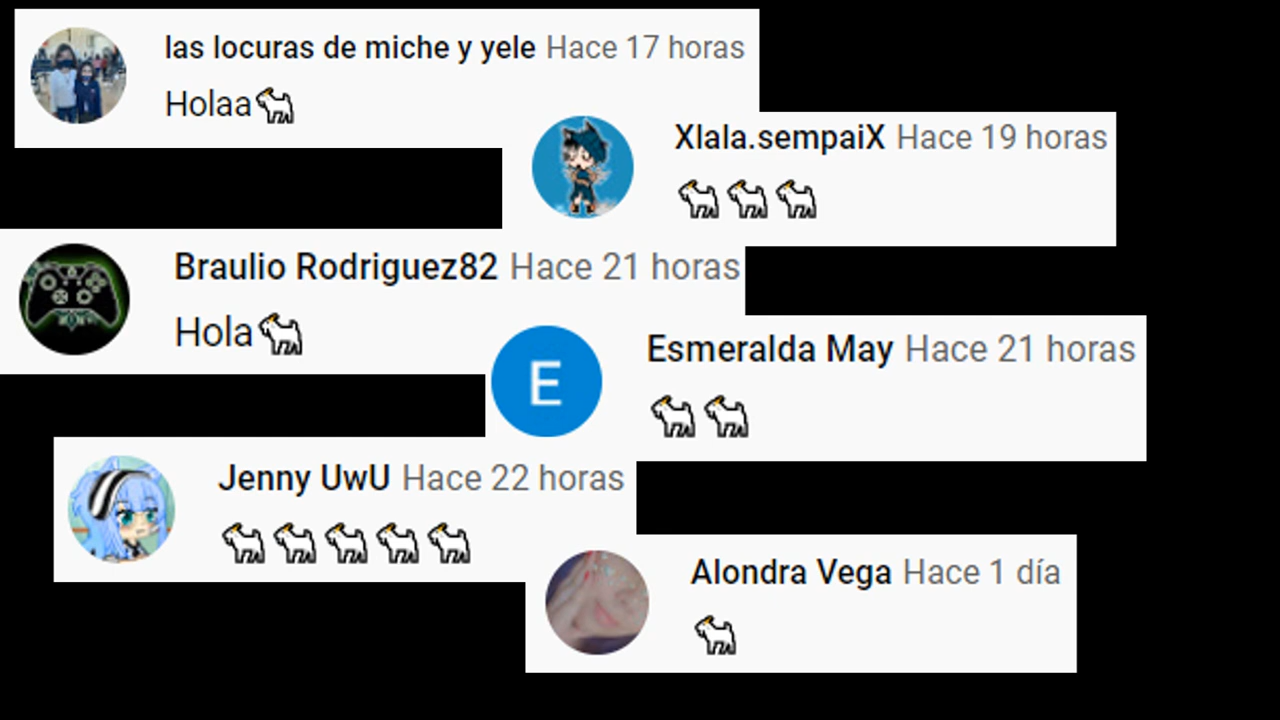 las locuras de miche y yele Hace 17 horas
Holaa🐐
Xlala.sempaiX Hace 19 horas
🐐🐐🐐
Braulio Rodriguez82 Hace 21 horas
Hola🐐
Esmeralda May Hace 21 horas
🐐🐐
E
Jenny UwU Hace 22 horas
🐐🐐🐐🐐🐐
Alondra Vega Hace 1 día
🐐